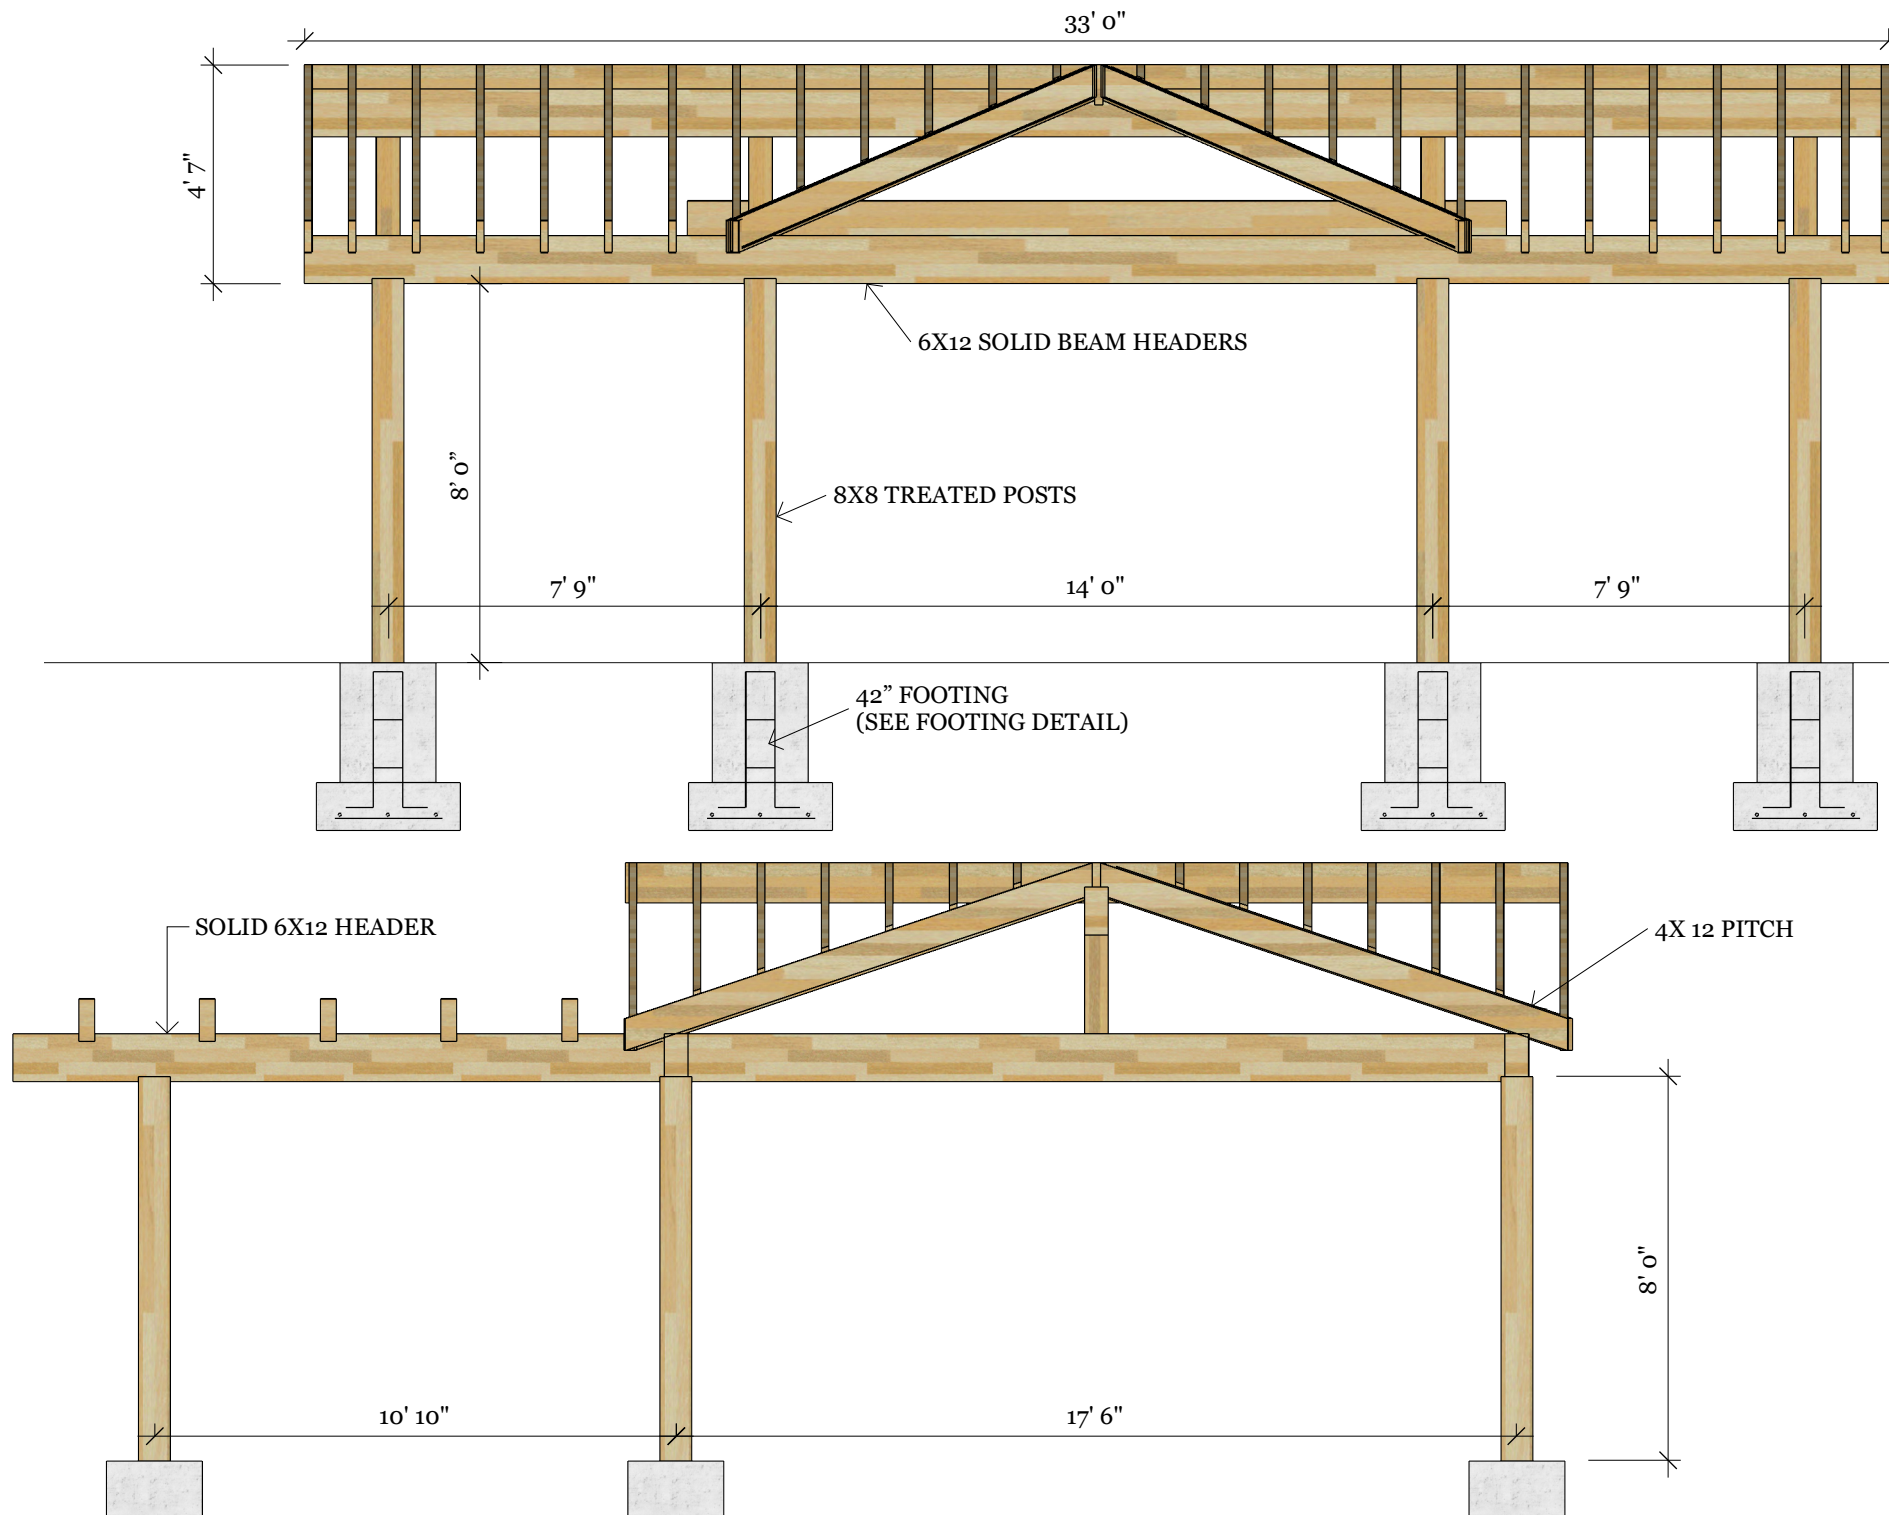 33' 0"
4' 7"
6X12 SOLID BEAM HEADERS
8' 0”
8X8 TREATED POSTS
7' 9"
14' 0"
7' 9"
42” FOOTING
(SEE FOOTING DETAIL)
SOLID 6X12 HEADER
4X 12 PITCH
8' 0"
10' 10"
17' 6"